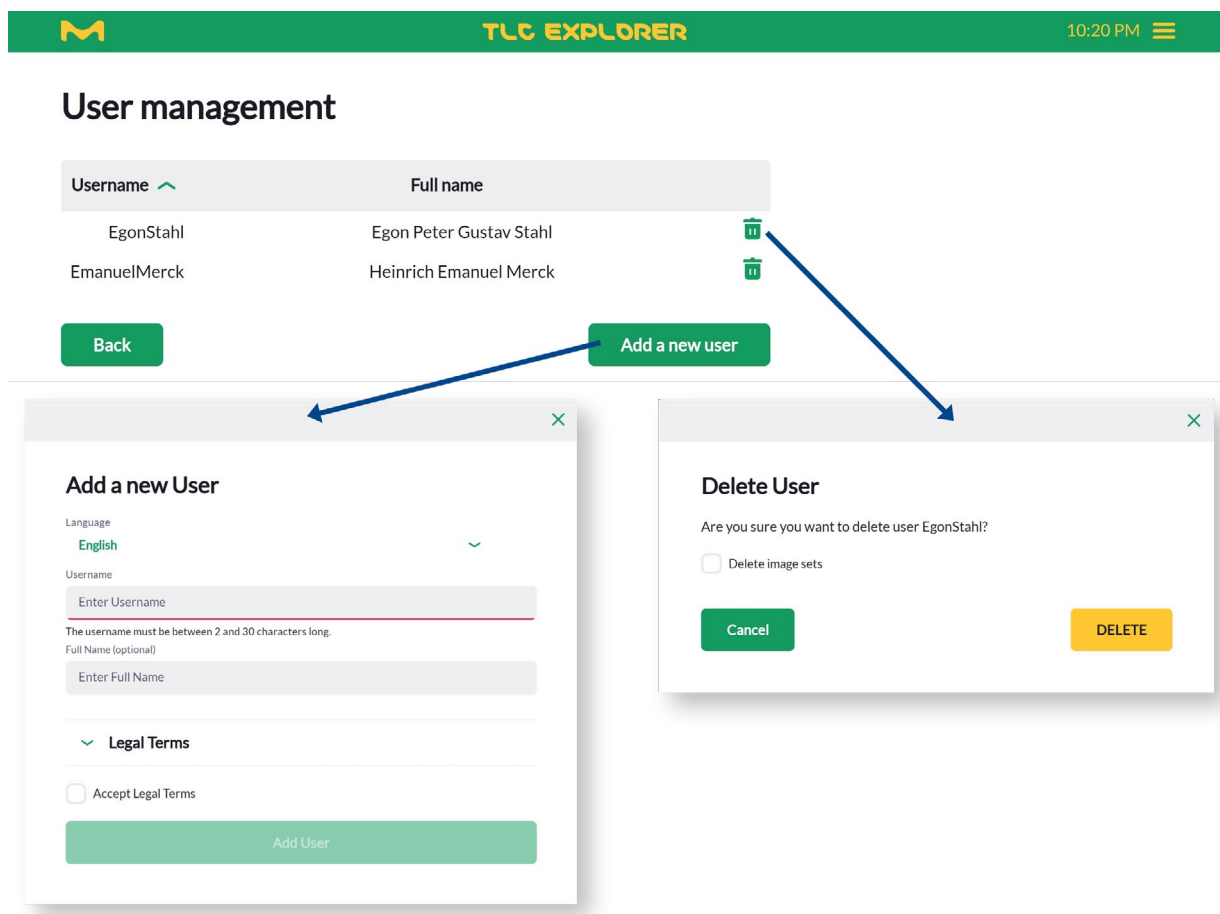 TLC EXPLORER
10:20 PM
User management
Username Full name
EgonStahl Egon Peter Gustav Stahl
EmanuelMerck Heinrich Emanuel Merck
Back Add a new user
Add a new User
Language
English
Username
Enter Username
The username must be between 2 and 30 characters long.
Full Name (optional)
Enter Full Name
Legal Terms
Accept Legal Terms
Add User
Delete User
Are you sure you want to delete user EgonStahl?
Delete image sets
Cancel DELETE